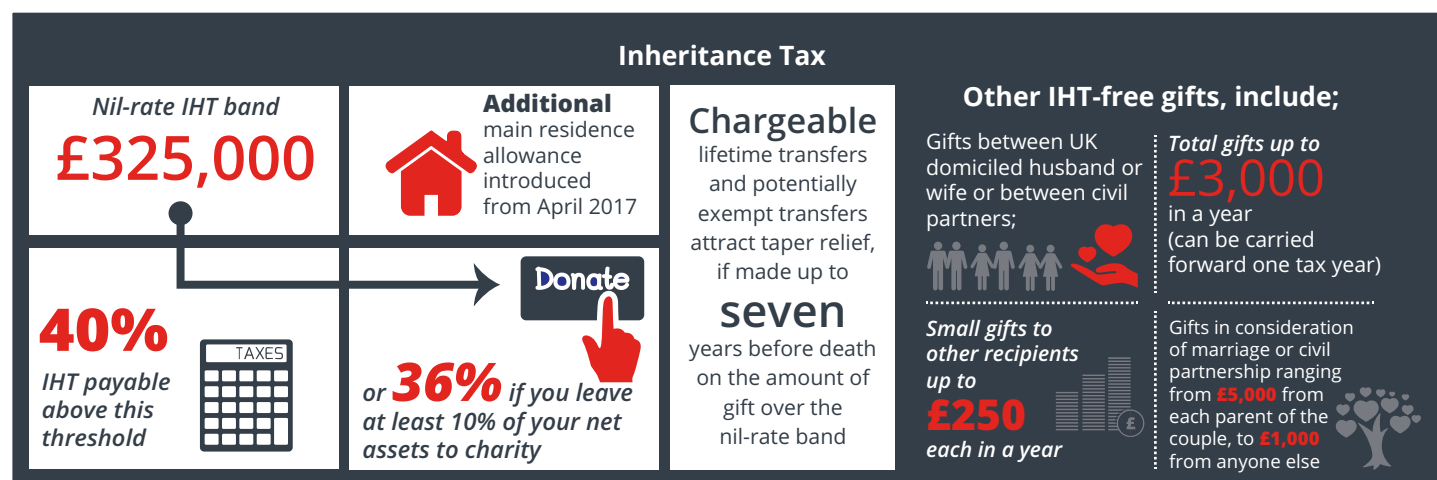 Inheritance Tax
Nil-rate IHT band
£325,000
Additional
main residence
allowance
introduced
from April 2017
40%
IHT payable
above this
threshold
TAXES
Donate
or 36% if you leave
at least 10% of your net
assets to charity
Chargeable
lifetime transfers
and potentially
exempt transfers
attract taper relief,
if made up to
seven
years before death
on the amount of
gift over the
nil-rate band
Other IHT-free gifts, include;
Gifts between UK
domiciled husband or
wife or between civil
partners;
Total gifts up to
£3,000
in a year
(can be carried
forward one tax year)
Small gifts to
other recipients
up to
£250
each in a year
£
Gifts in consideration
of marriage or civil
partnership ranging
from £5,000 from
each parent of the
couple, to £1,000
from anyone else